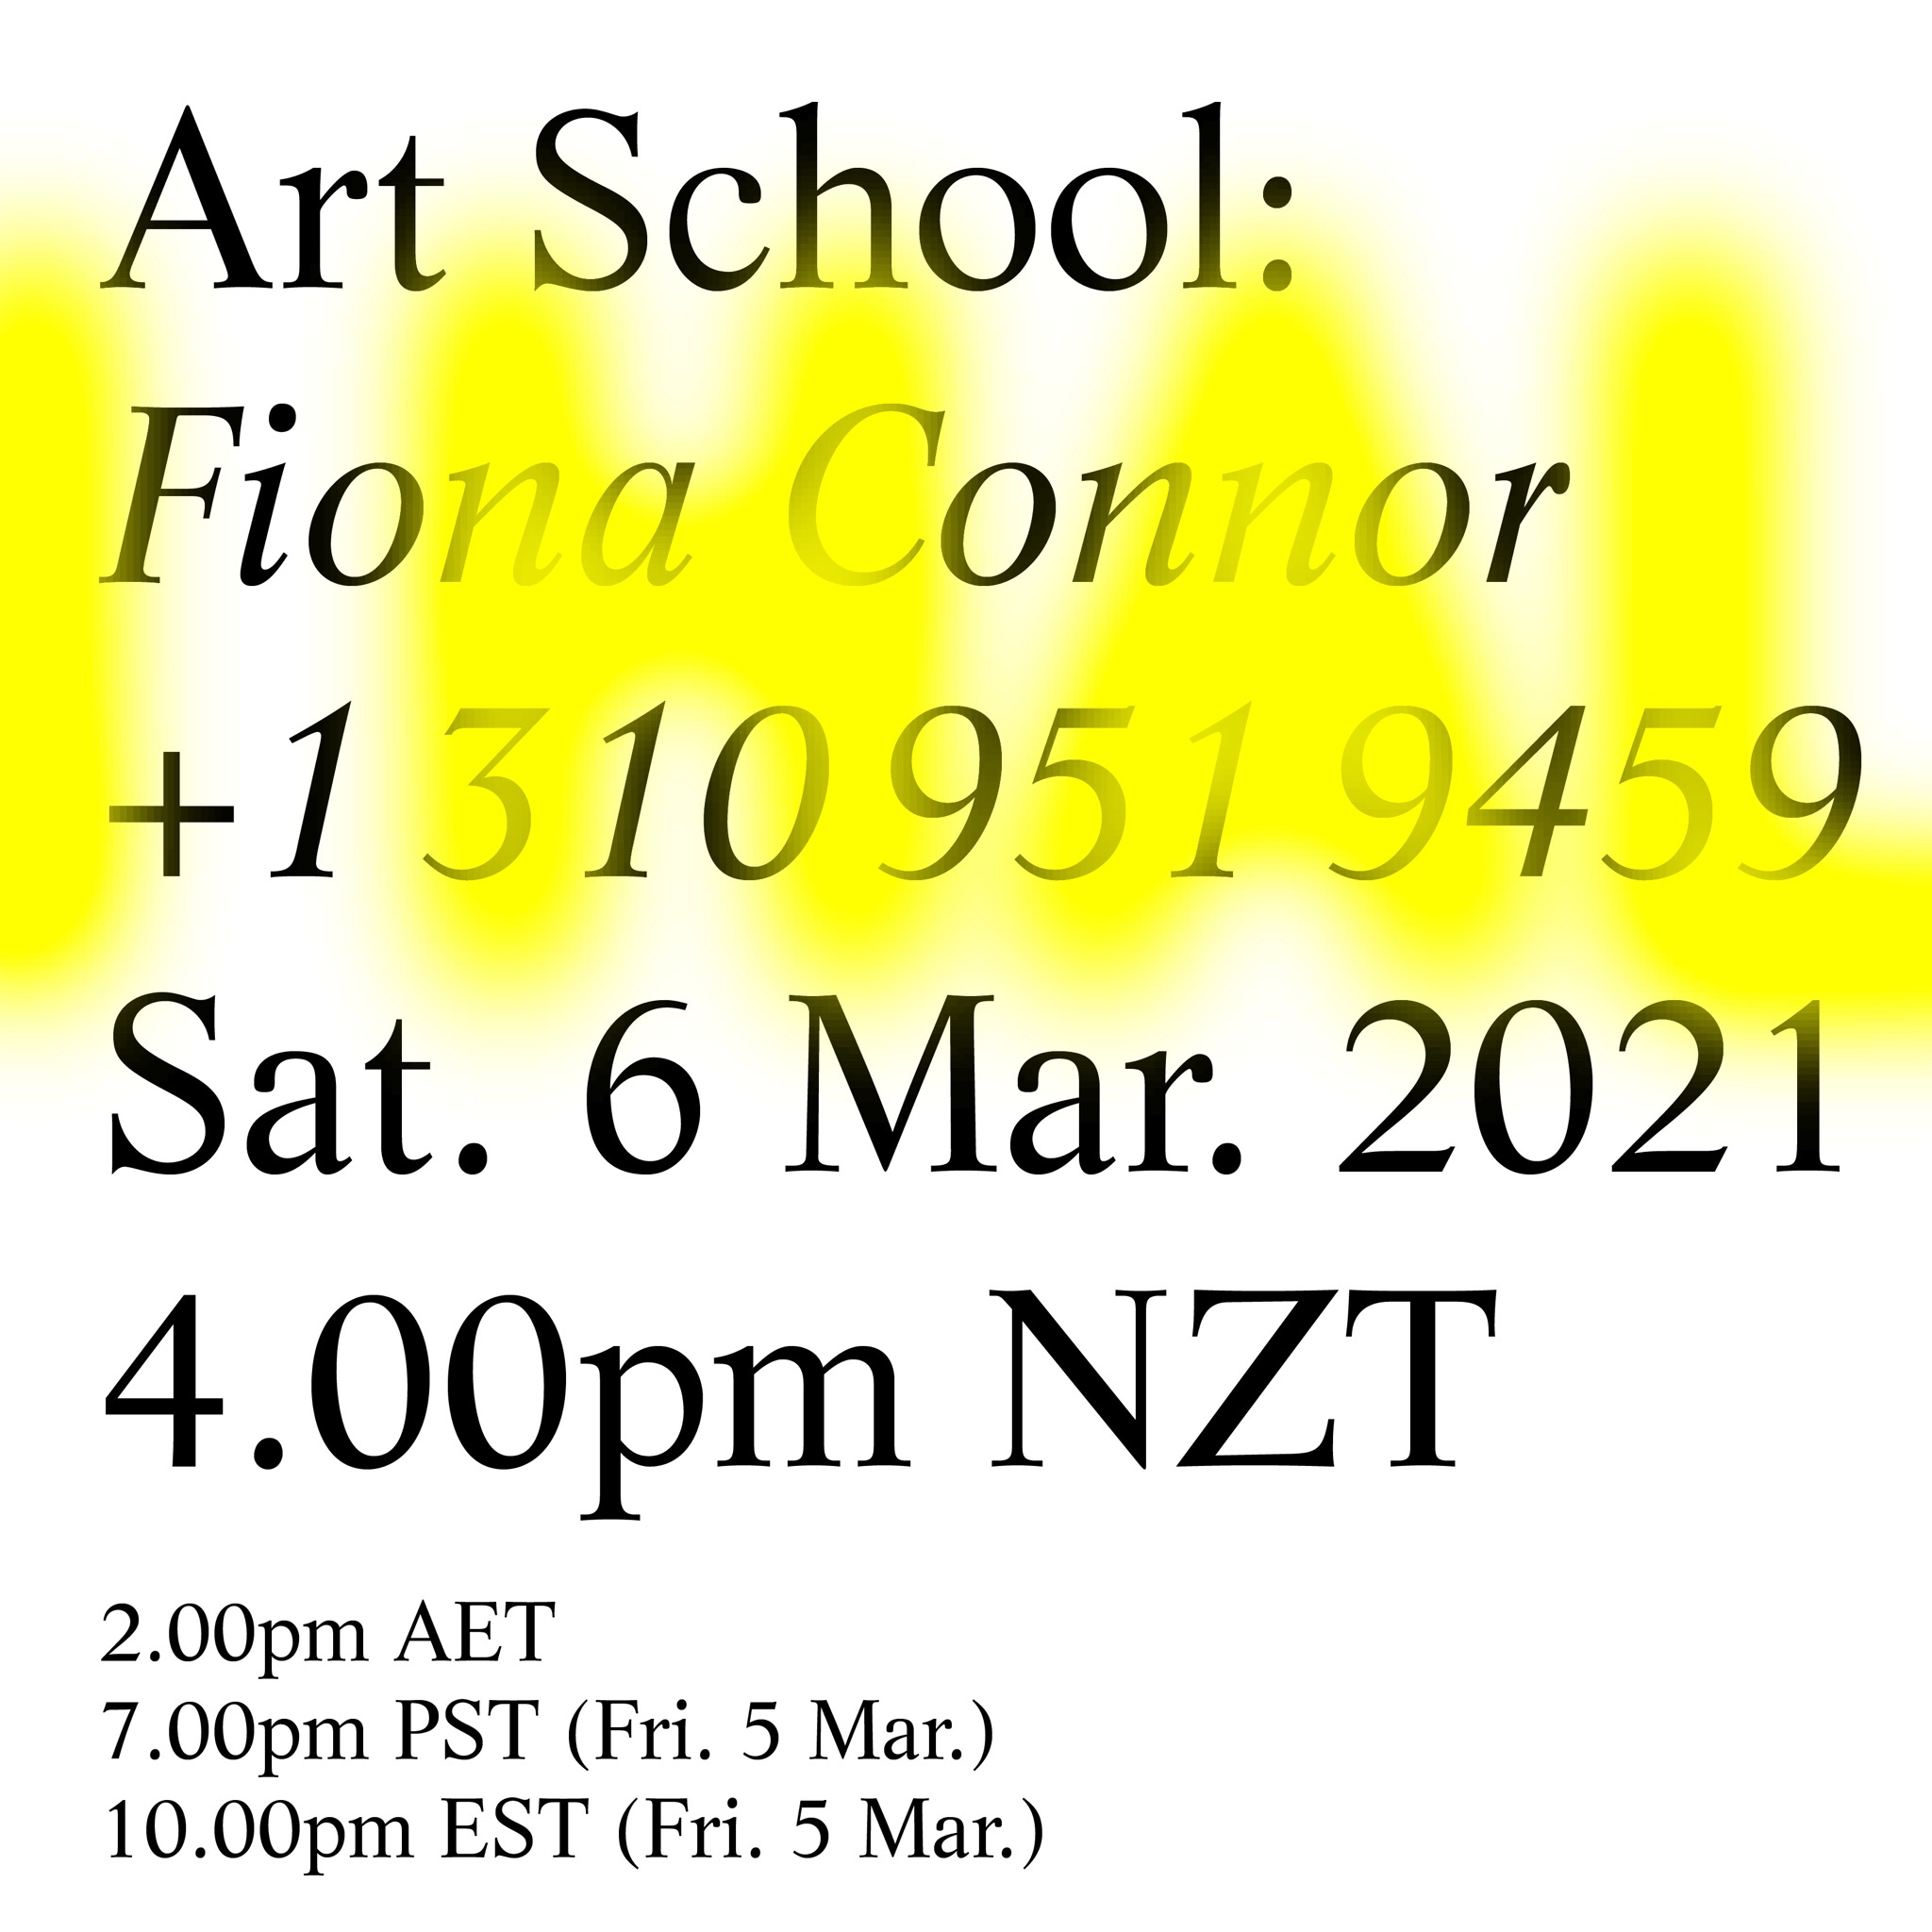 Art School:
Fiona Connor
+1 310 951 9459
Sat. 6 Mar. 2021
4.00pm NZT
2.00pm AET
7.00pm PST (Fri. 5 Mar.)
10.00pm EST (Fri. 5 Mar.)